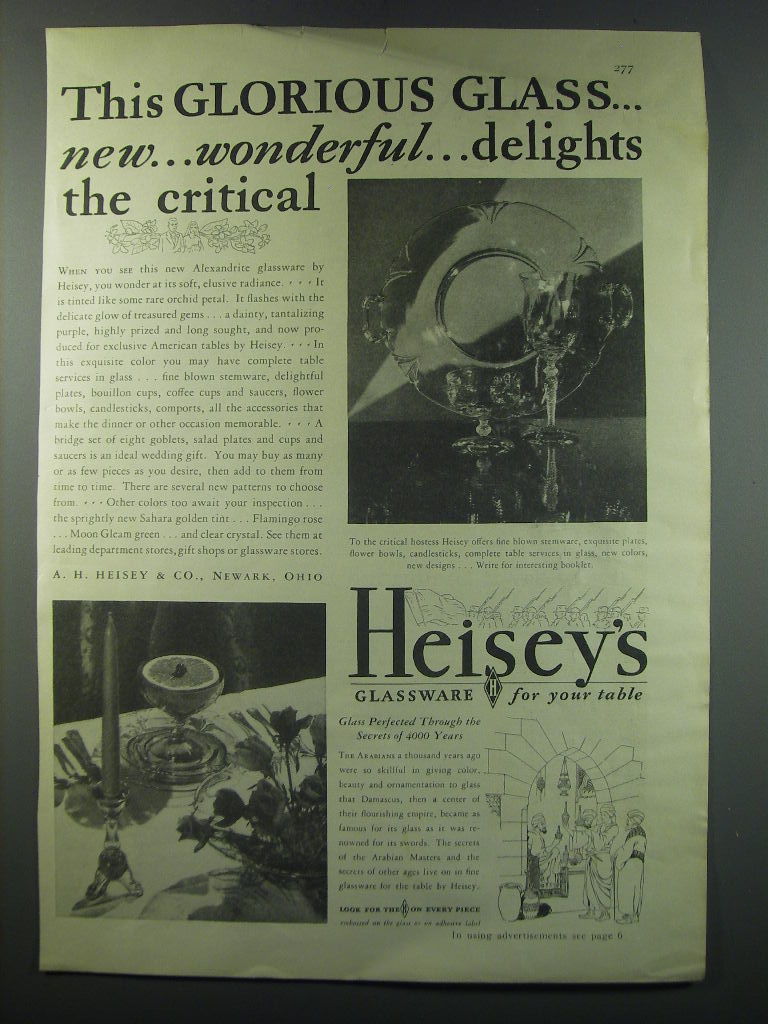 277
This GLORIOUS GLASS...
new...wonderful...delights
the critical
WHEN YOU SEE this new Alexandrite glassware by
Heisey, you wonder at its soft, elusive radiance. · · · It
is tinted like some rare orchid petal. It flashes with the
delicate glow of treasured gems . . . a dainty, tantalizing
purple, highly prized and long sought, and now pro-
duced for exclusive American tables by Heisey. · · · In
this exquisite color you may have complete table
services in glass . . . fine blown stemware, delightful
plates, bouillon cups, coffee cups and saucers, flower
bowls, candlesticks, comports, all the accessories that
make the dinner or other occasion memorable. · · · A
bridge set of eight goblets, salad plates and cups and
saucers is an ideal wedding gift. You may buy as many
or as few pieces as you desire, then add to them from
time to time. There are several new patterns to choose
from. · · · Other colors too await your inspection . . .
the sprightly new Sahara golden tint . . . Flamingo rose
. . . Moon Gleam green . . . and clear crystal. See them at
leading department stores, gift shops or glassware stores.
A. H. HEISEY & CO., NEWARK, OHIO
To the critical hostess Heisey offers fine blown stemware, exquisite plates,
flower bowls, candlesticks, complete table services in glass, new colors,
new designs . . . Write for interesting booklet.
Heisey's
GLASSWARE H for your table
Glass Perfected Through the
Secrets of 4000 Years
THE ARABIANS a thousand years ago
were so skillful in giving color,
beauty and ornamentation to glass
that Damascus, then a center of
their flourishing empire, became as
famous for its glass as it was re-
nowned for its swords. The secrets
of the Arabian Masters and the
secrets of other ages live on in fine
glassware for the table by Heisey.
LOOK FOR THE H ON EVERY PIECE
embossed on the glass or on adhesive label
In using advertisements see page 6